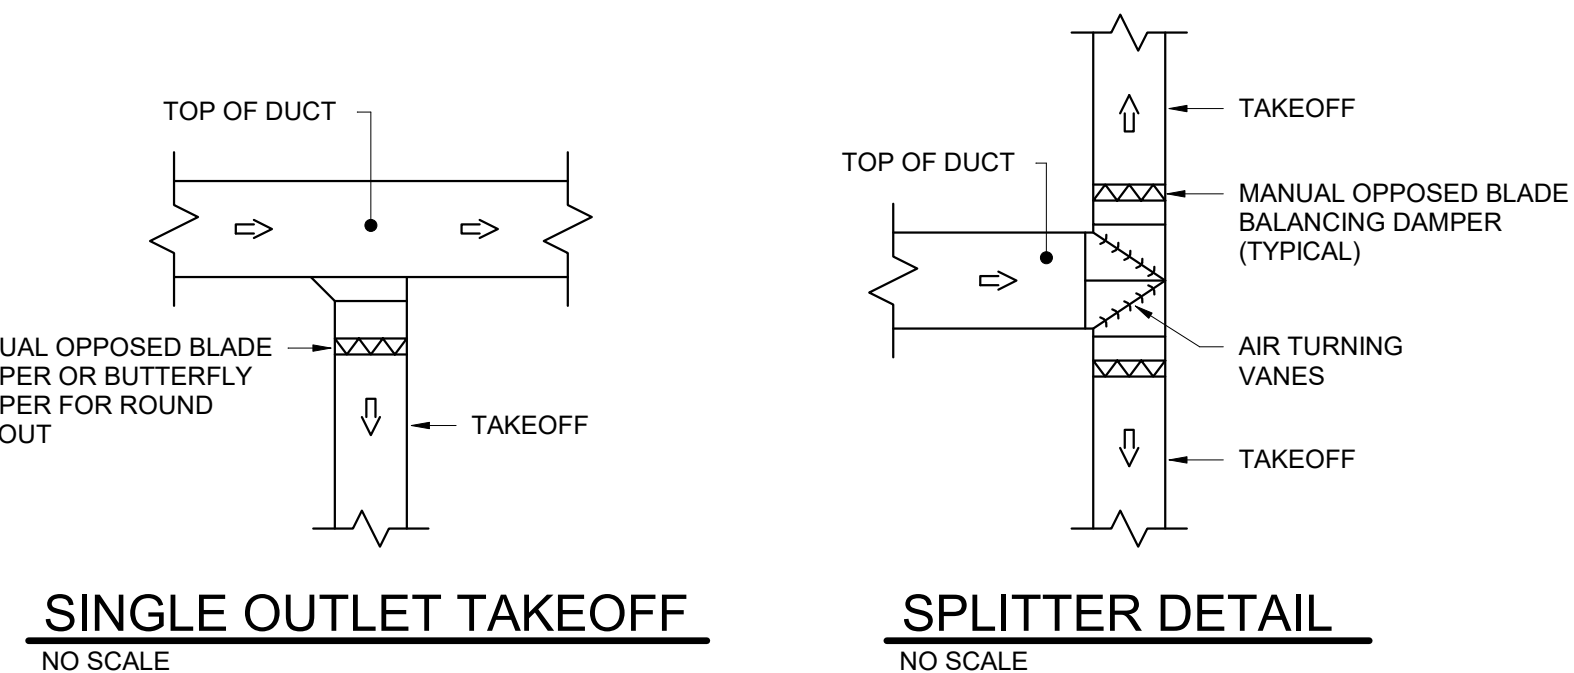 TOP OF DUCT
UAL OPPOSED BLADE
PER OR BUTTERFLY
PER FOR ROUND
OUT
TAKEOFF
SINGLE OUTLET TAKEOFF
NO SCALE
TOP OF DUCT
TAKEOFF
MANUAL OPPOSED BLADE
BALANCING DAMPER
(TYPICAL)
AIR TURNING
VANES
TAKEOFF
SPLITTER DETAIL
NO SCALE